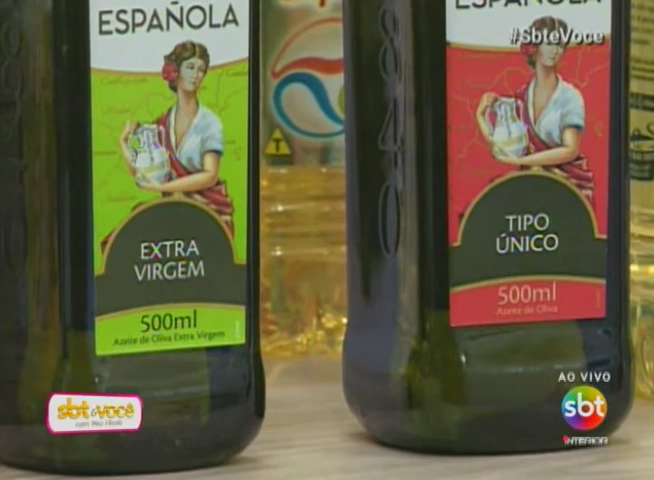 ESPAÑOLA
EXTRA
VIRGEM
500ml
Azeite de Oliva Extra Virgem
ESPAÑOLA
#SbteVoce
TIPO
ÚNICO
500ml
Azeite de Oliva
T
sbt e VOCÊ
AO VIVO
sbt
INTERIOR